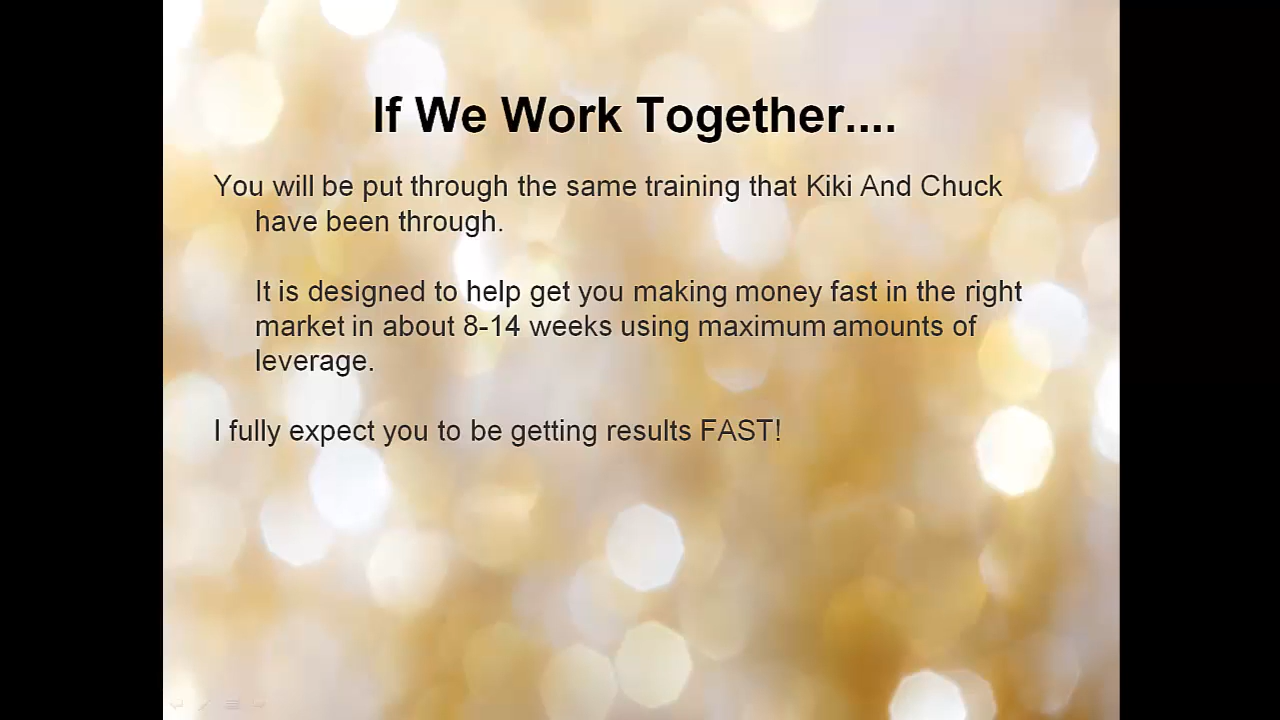 If We Work Together....
You will be put through the same training that Kiki And Chuck
have been through.
It is designed to help get you making money fast in the right
market in about 8-14 weeks using maximum amounts of
leverage.
I fully expect you to be getting results FAST!